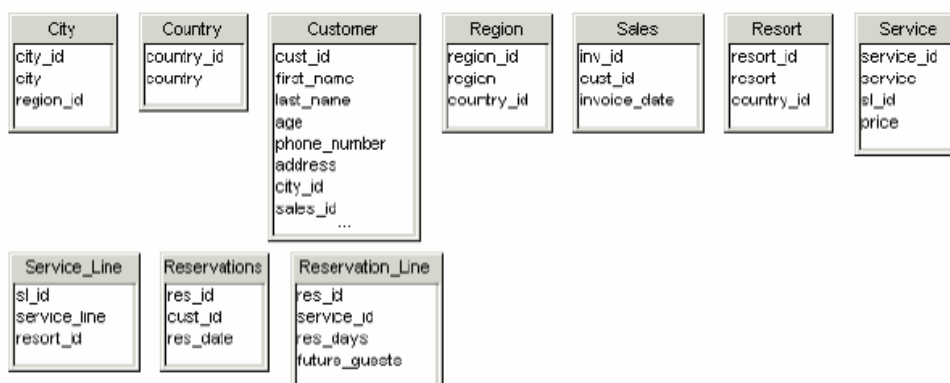 City
city_id
city
region_id
Country
country_id
country
Customer
cust_id
first_name
last_name
age
phone_number
address
city_id
sales_id
...
Region
region_id
region
country_id
Sales
inv_id
cust_id
invoice_date
Resort
resort_id
resort
country_id
Service
service_id
service
sl_id
price
Service_Line
sl_id
service_line
resort_id
Reservations
res_id
cust_id
res_date
Reservation_Line
res_id
service_id
res_days
future_guests